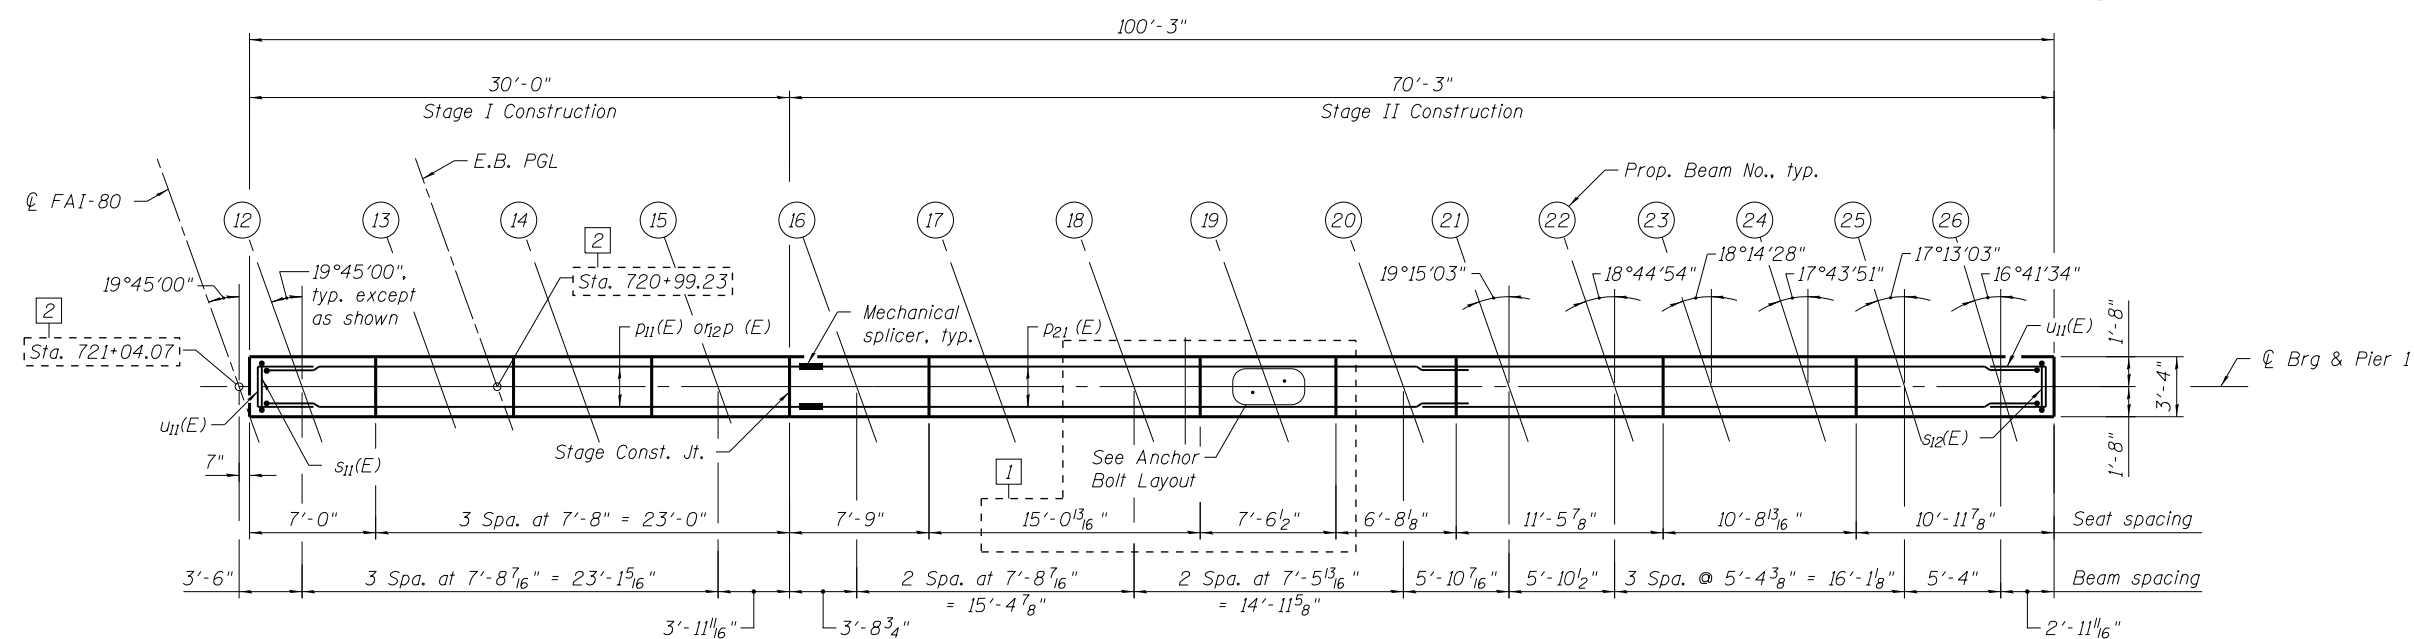 100'-3"
30'-0"
70'-3"
Stage I Construction
Stage II Construction
E.B. PGL
Prop. Beam No., typ.
℄ FAI-80
12
13
14
15
16
17
18
19
20
21
22
23
24
25
26
2
19°45'00"
19°45'00",
typ. except
as shown
Sta. 720+99.23
19°15'03"
18°44'54"
18°14'28"
17°43'51"
17°13'03"
16°41'34"
2
Sta. 721+04.07
p11(E) or12p (E)
Mechanical
splicer, typ.
p21 (E)
u11(E)
1'-8"
3'-4"
1'-8"
℄ Brg & Pier 1
u11(E)
s11(E)
7"
Stage Const. Jt.
See Anchor
Bolt Layout
1
s12(E)
7'-0"
3 Spa. at 7'-8" = 23'-0"
7'-9"
15'-0 13/16"
7'-6 1/2"
6'-8 1/8"
11'-5 7/8"
10'-8 13/16"
10'-11 7/8"
Seat spacing
3'-6"
3 Spa. at 7'-8 7/16" = 23'-1 5/16"
2 Spa. at 7'-8 7/16"
= 15'-4 7/8"
2 Spa. at 7'-5 13/16"
= 14'-11 5/8"
5'-10 7/16"
5'-10 1/2"
3 Spa. @ 5'-4 3/8" = 16'-1 1/8"
5'-4"
Beam spacing
3'-11 11/16"
3'-8 3/4"
2'-11 11/16"